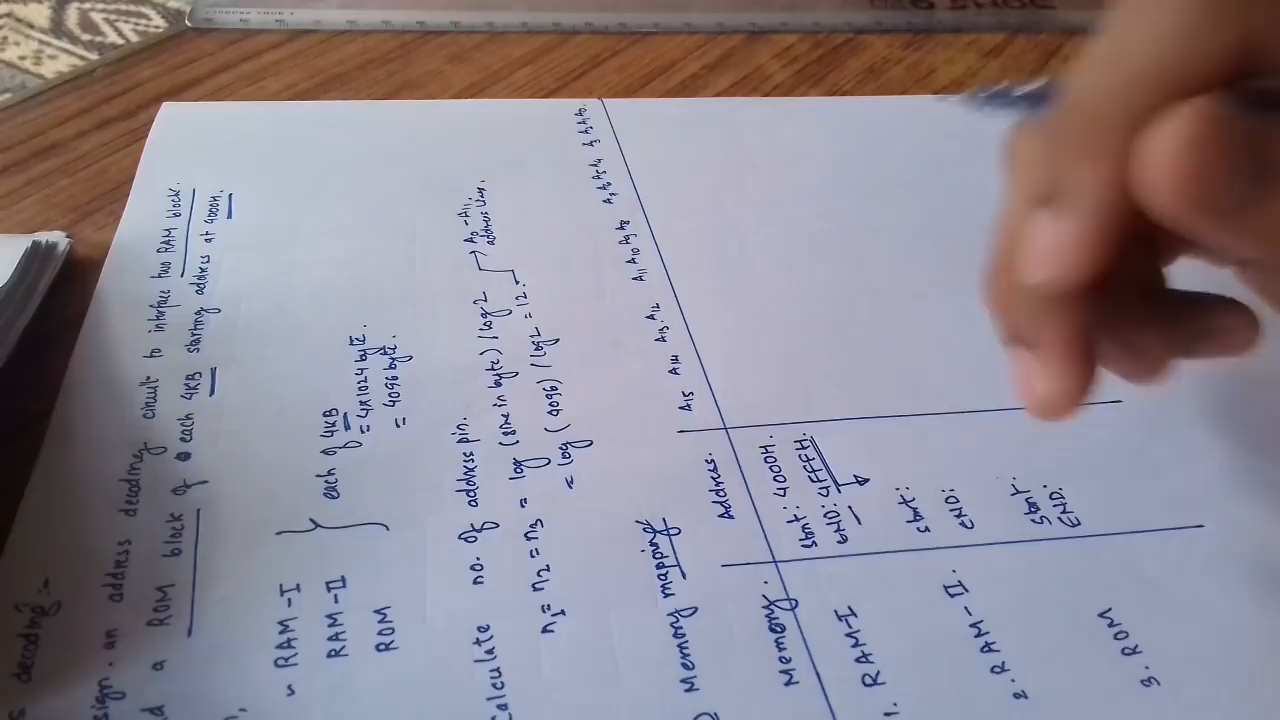 decoding :-
sign. an address decoding circuit to interface two RAM block.
d a ROM block of each 4KB starting address at 4000H.
RAM-I
RAM-II
ROM
each of 4KB
= 4×1024 byte.
= 4096 byte.
calculate no. of address pin.
n1 = n2 = n3 = log (size in byte) / log 2
= log (4096) / log 2 = 12.
A0 - A11
address lines.
Memory mapping
Memory. Address. A15 A14 A13 A12 A11 A10 A9 A8 A7 A6 A5 A4 A3 A2 A1 A0
1. RAM-I Start: 4000H.
END: 4FFFH.
2. RAM-II. Start:
END:
3. ROM Start.
END: